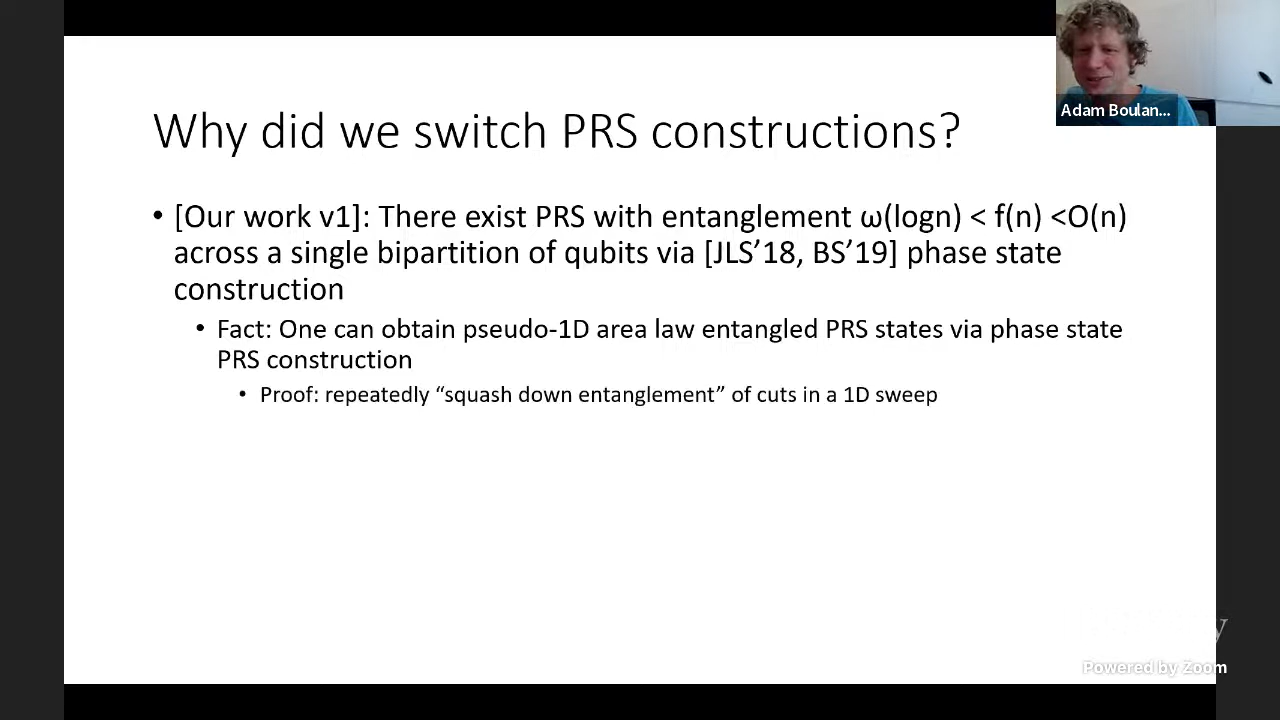 Adam Boulan...
Why did we switch PRS constructions?
• [Our work v1]: There exist PRS with entanglement ω(logn) < f(n) <O(n)
across a single bipartition of qubits via [JLS’18, BS’19] phase state
construction
• Fact: One can obtain pseudo-1D area law entangled PRS states via phase state
PRS construction
• Proof: repeatedly “squash down entanglement” of cuts in a 1D sweep
Powered by Zoom